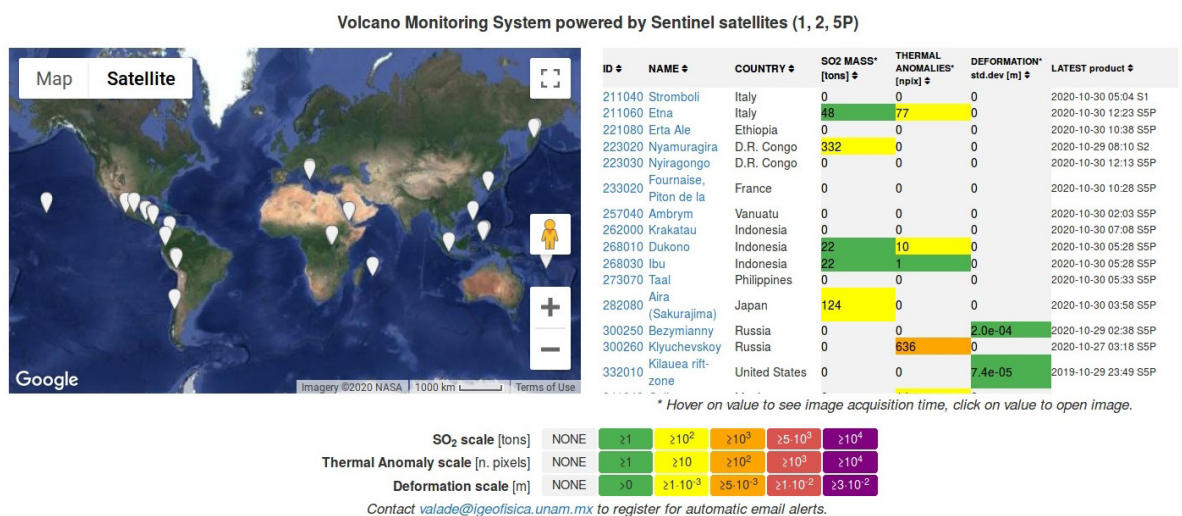 Volcano Monitoring System powered by Sentinel satellites (1, 2, 5P)
Map Satellite
Google
Imagery ©2020 NASA 1000 km Terms of Use
ID NAME COUNTRY SO2 MASS* [tons] THERMAL ANOMALIES* [npix] DEFORMATION* std.dev [m] LATEST product
211040 Stromboli Italy 0 0 0 2020-10-30 05:04 S1
211060 Etna Italy 48 77 0 2020-10-30 12:23 S5P
221080 Erta Ale Ethiopia 0 0 0 2020-10-30 10:38 S5P
223020 Nyamuragira D.R. Congo 332 0 0 2020-10-29 08:10 S2
223030 Nyiragongo D.R. Congo 0 0 0 2020-10-30 12:13 S5P
233020 Fournaise, Piton de la France 0 0 0 2020-10-30 10:28 S5P
257040 Ambrym Vanuatu 0 0 0 2020-10-30 02:03 S5P
262000 Krakatau Indonesia 0 0 0 2020-10-30 07:08 S5P
268010 Dukono Indonesia 22 10 0 2020-10-30 05:28 S5P
268030 Ibu Indonesia 22 1 0 2020-10-30 05:28 S5P
273070 Taal Philippines 0 0 0 2020-10-30 05:33 S5P
282080 Aira (Sakurajima) Japan 124 0 0 2020-10-30 03:58 S5P
300250 Bezymianny Russia 0 0 2.0e-04 2020-10-29 02:38 S5P
300260 Klyuchevskoy Russia 0 636 0 2020-10-27 03:18 S5P
332010 Kilauea rift-zone United States 0 0 7.4e-05 2019-10-29 23:49 S5P
* Hover on value to see image acquisition time, click on value to open image.
SO₂ scale [tons] NONE ≥1 ≥10² ≥10³ ≥5·10³ ≥10⁴
Thermal Anomaly scale [n. pixels] NONE ≥1 ≥10 ≥10² ≥10³ ≥10⁴
Deformation scale [m] NONE >0 ≥1·10⁻³ ≥5·10⁻³ ≥1·10⁻² ≥3·10⁻²
Contact valade@igeofisica.unam.mx to register for automatic email alerts.